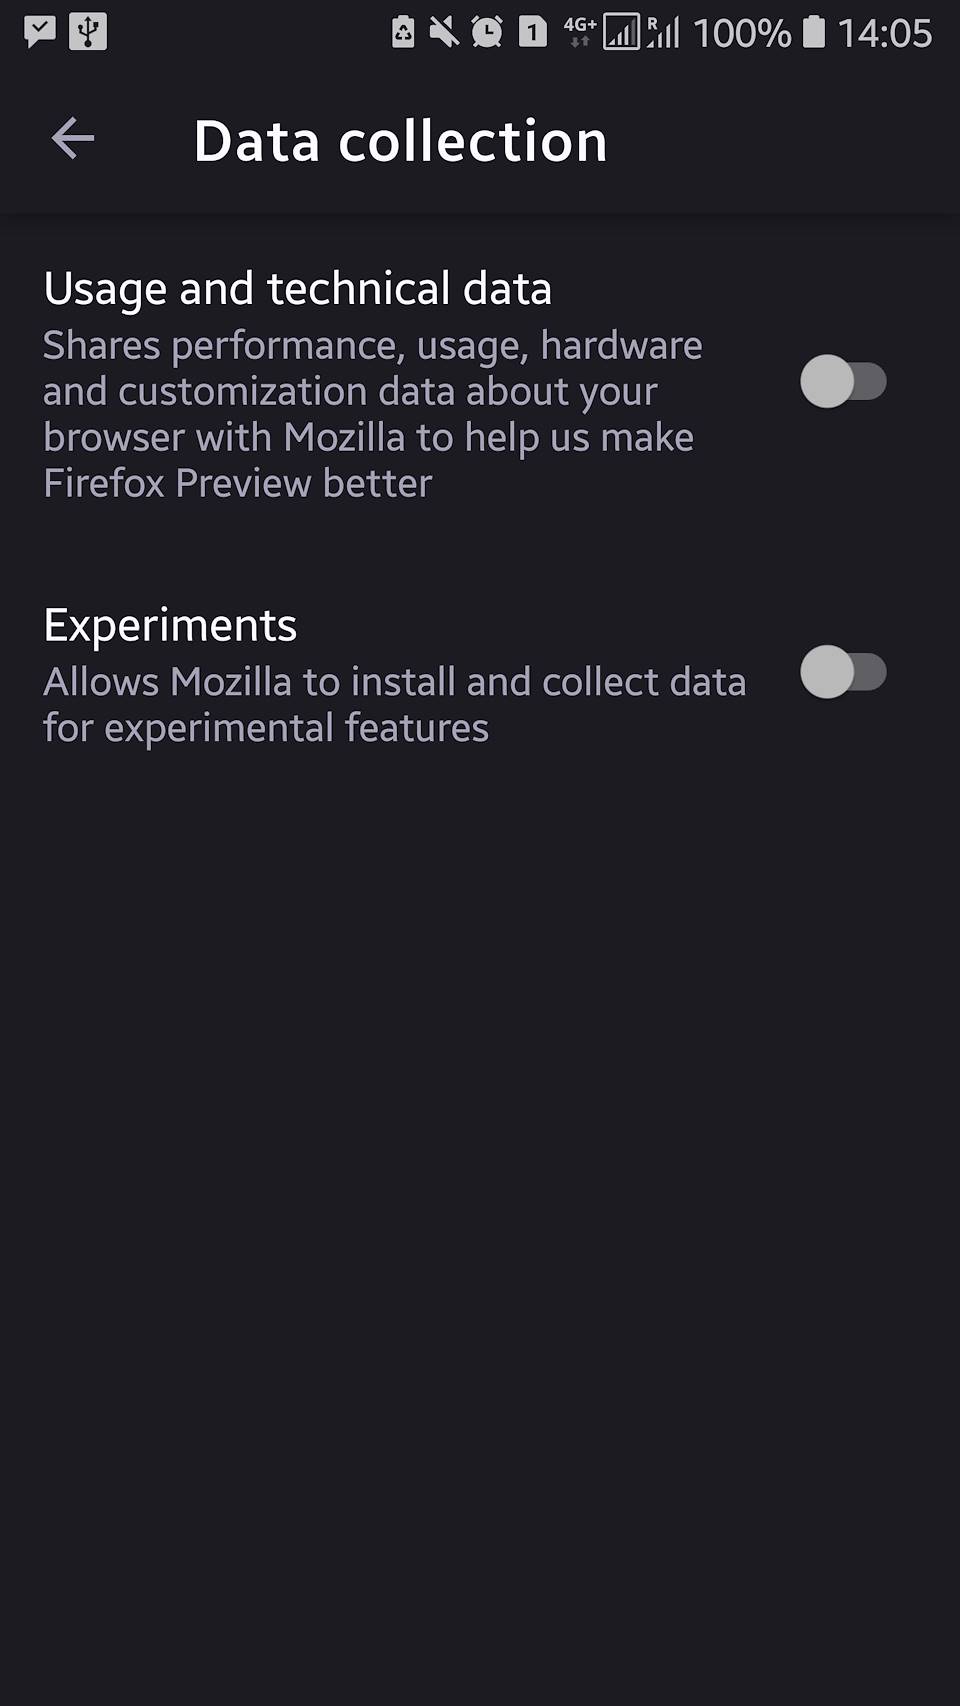 1 4G+ R 100% 14:05
Data collection
Usage and technical data
Shares performance, usage, hardware
and customization data about your
browser with Mozilla to help us make
Firefox Preview better
Experiments
Allows Mozilla to install and collect data
for experimental features